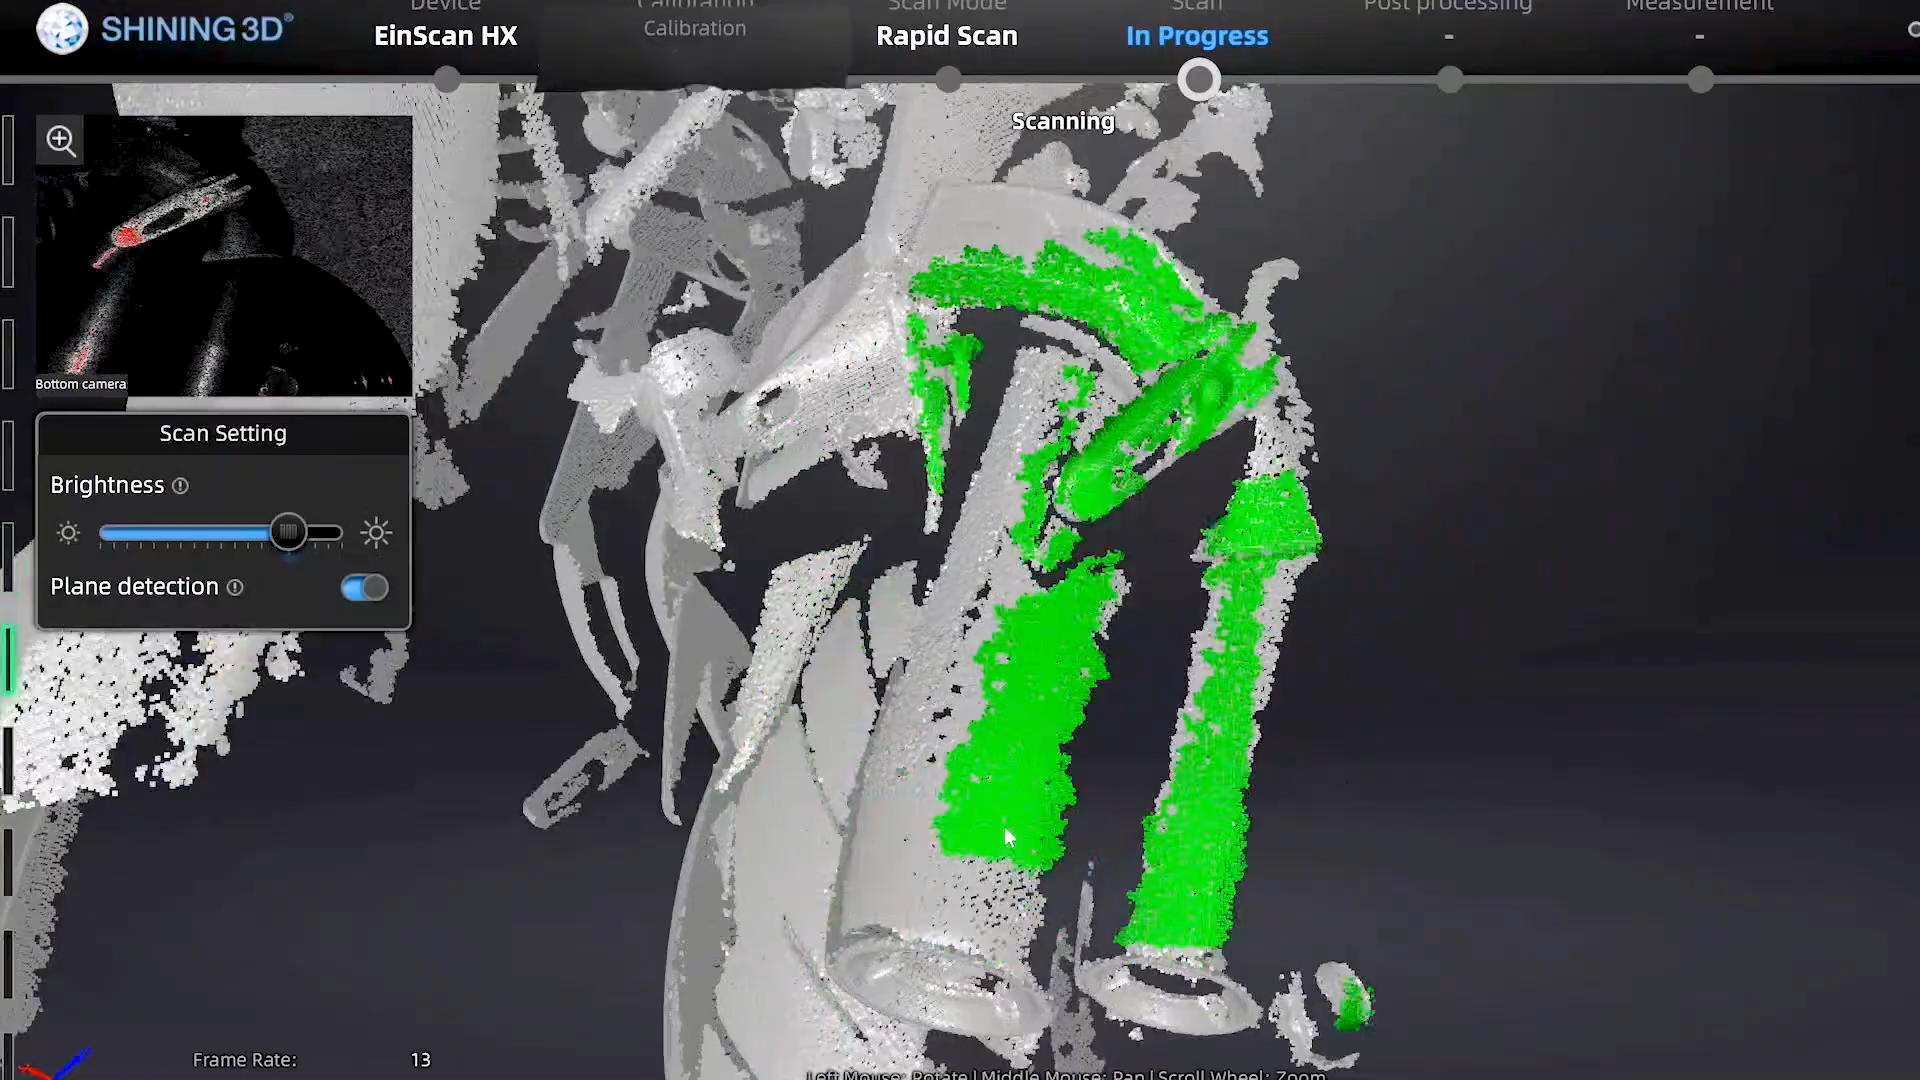 SHINING 3D®
Device
EinScan HX
Calibration
Calibration
Scan Mode
Rapid Scan
Scan
In Progress
Post processing
-
Measurement
-
Scanning
Bottom camera
Scan Setting
Brightness
Plane detection
Frame Rate: 13
Left Mouse: Rotate | Middle Mouse: Pan | Scroll Wheel: Zoom